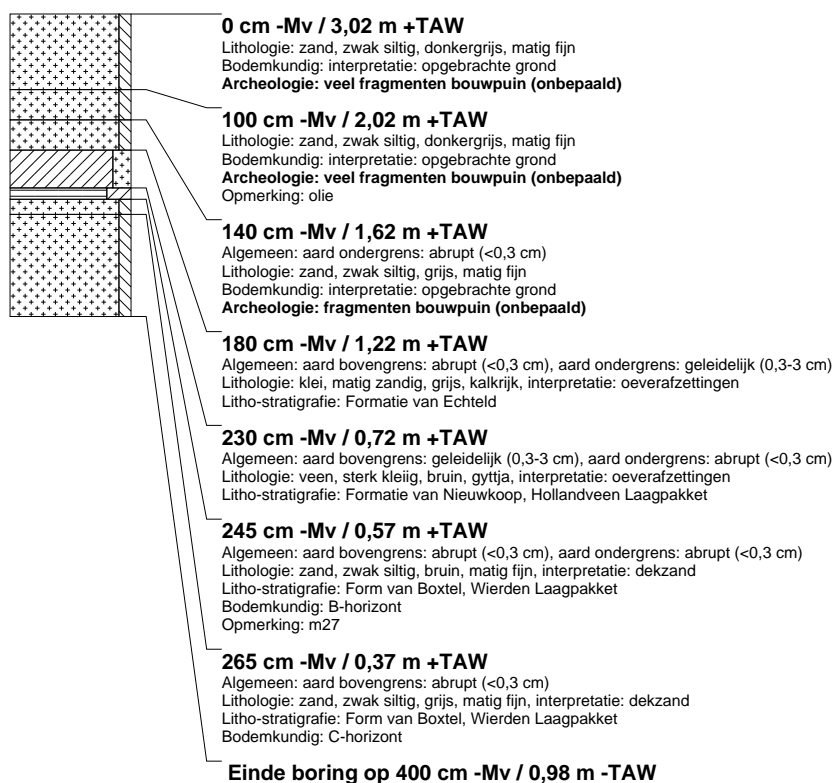 0 cm -Mv / 3,02 m +TAW
Lithologie: zand, zwak siltig, donkergrijs, matig fijn
Bodemkundig: interpretatie: opgebrachte grond
Archeologie: veel fragmenten bouwpuin (onbepaald)
100 cm -Mv / 2,02 m +TAW
Lithologie: zand, zwak siltig, donkergrijs, matig fijn
Bodemkundig: interpretatie: opgebrachte grond
Archeologie: veel fragmenten bouwpuin (onbepaald)
Opmerking: olie
140 cm -Mv / 1,62 m +TAW
Algemeen: aard ondergrens: abrupt (<0,3 cm)
Lithologie: zand, zwak siltig, grijs, matig fijn
Bodemkundig: interpretatie: opgebrachte grond
Archeologie: fragmenten bouwpuin (onbepaald)
180 cm -Mv / 1,22 m +TAW
Algemeen: aard bovengrens: abrupt (<0,3 cm), aard ondergrens: geleidelijk (0,3-3 cm)
Lithologie: klei, matig zandig, grijs, kalkrijk, interpretatie: oeverafzettingen
Litho-stratigrafie: Formatie van Echteld
230 cm -Mv / 0,72 m +TAW
Algemeen: aard bovengrens: geleidelijk (0,3-3 cm), aard ondergrens: abrupt (<0,3 cm)
Lithologie: veen, sterk kleiig, bruin, gyttja, interpretatie: oeverafzettingen
Litho-stratigrafie: Formatie van Nieuwkoop, Hollandveen Laagpakket
245 cm -Mv / 0,57 m +TAW
Algemeen: aard bovengrens: abrupt (<0,3 cm), aard ondergrens: abrupt (<0,3 cm)
Lithologie: zand, zwak siltig, bruin, matig fijn, interpretatie: dekzand
Litho-stratigrafie: Form van Boxtel, Wierden Laagpakket
Bodemkundig: B-horizont
Opmerking: m27
265 cm -Mv / 0,37 m +TAW
Algemeen: aard bovengrens: abrupt (<0,3 cm)
Lithologie: zand, zwak siltig, grijs, matig fijn, interpretatie: dekzand
Litho-stratigrafie: Form van Boxtel, Wierden Laagpakket
Bodemkundig: C-horizont
Einde boring op 400 cm -Mv / 0,98 m -TAW